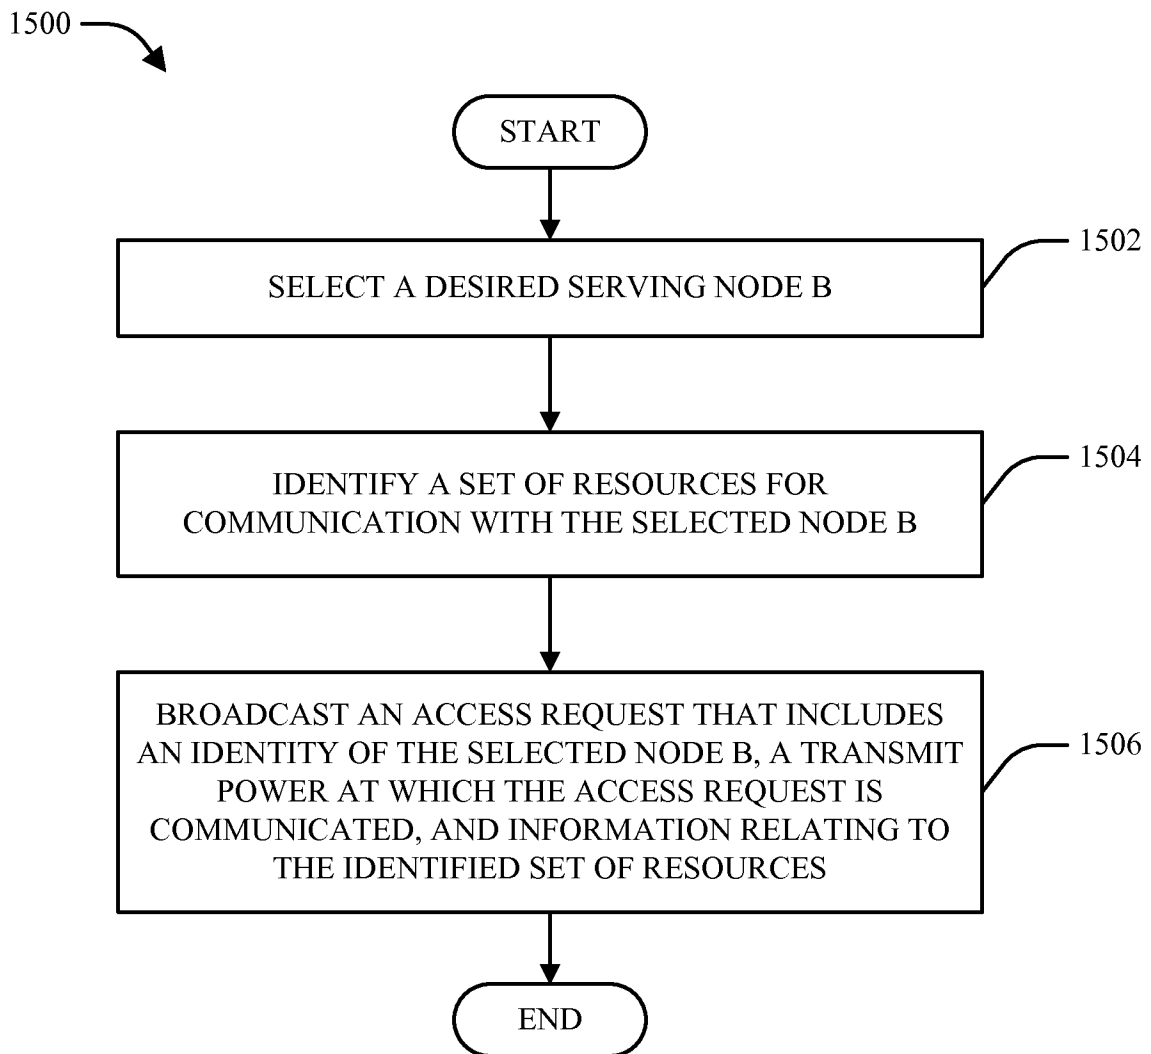 1500
START
SELECT A DESIRED SERVING NODE B
1502
IDENTIFY A SET OF RESOURCES FOR
COMMUNICATION WITH THE SELECTED NODE B
1504
BROADCAST AN ACCESS REQUEST THAT INCLUDES
AN IDENTITY OF THE SELECTED NODE B, A TRANSMIT
POWER AT WHICH THE ACCESS REQUEST IS
COMMUNICATED, AND INFORMATION RELATING TO
THE IDENTIFIED SET OF RESOURCES
1506
END